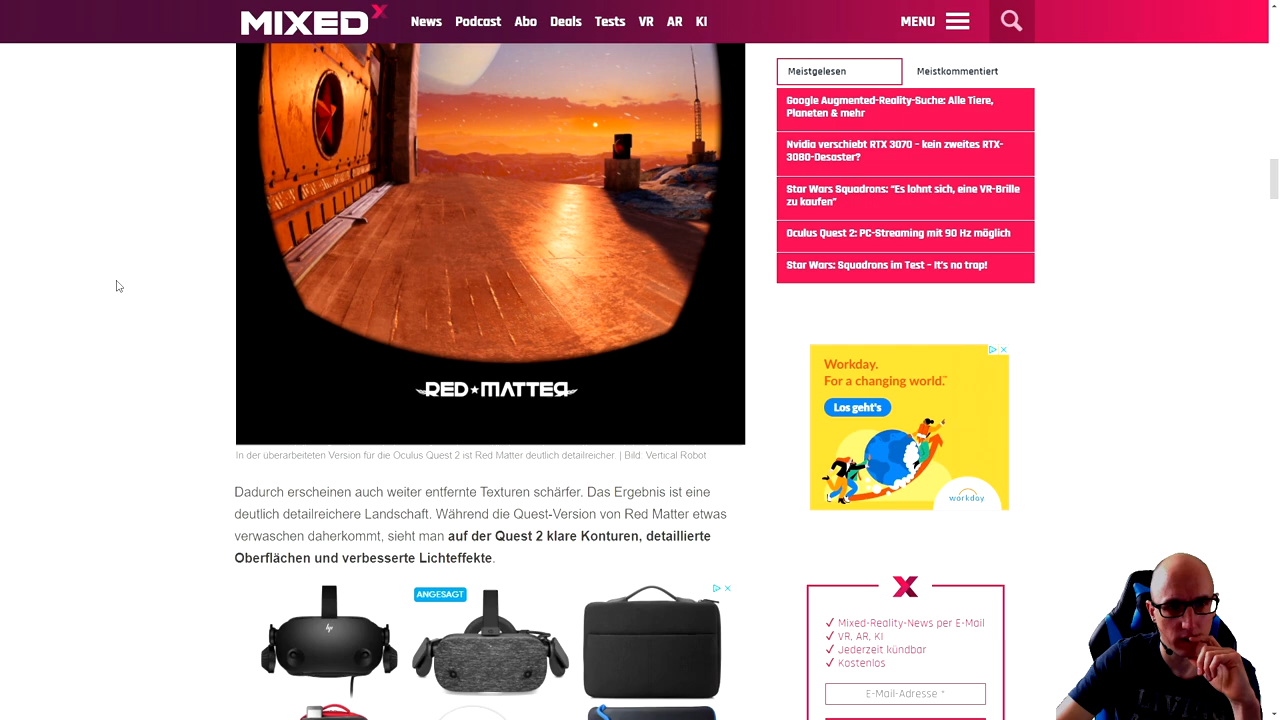 MIXED X
News Podcast Abo Deals Tests VR AR KI
MENU
RED MATTER
In der überarbeiteten Version für die Oculus Quest 2 ist Red Matter deutlich detailreicher. | Bild: Vertical Robot
Dadurch erscheinen auch weiter entfernte Texturen schärfer. Das Ergebnis ist eine
deutlich detailreichere Landschaft. Während die Quest-Version von Red Matter etwas
verwaschen daherkommt, sieht man auf der Quest 2 klare Konturen, detaillierte
Oberflächen und verbesserte Lichteffekte.
ANGESAGT
hp
Meistgelesen
Meistkommentiert
Google Augmented-Reality-Suche: Alle Tiere,
Planeten & mehr
Nvidia verschiebt RTX 3070 – kein zweites RTX-
3080-Desaster?
Star Wars Squadrons: “Es lohnt sich, eine VR-Brille
zu kaufen”
Oculus Quest 2: PC-Streaming mit 90 Hz möglich
Star Wars: Squadrons im Test – It's no trap!
Workday.
For a changing world.™
Los geht's
workday
X
✓ Mixed-Reality-News per E-Mail
✓ VR, AR, KI
✓ Jederzeit kündbar
✓ Kostenlos
E-Mail-Adresse *